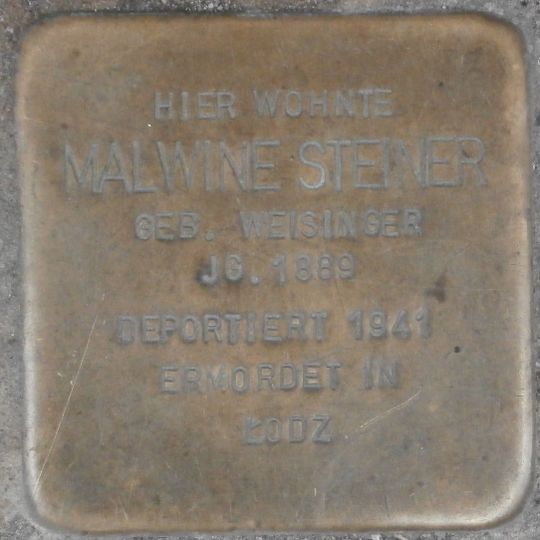 HIER WOHNTE
MALWINE STEINER
GEB. WEISINGER
JG. 1889
DEPORTIERT 1941
ERMORDET IN
ŁODZ